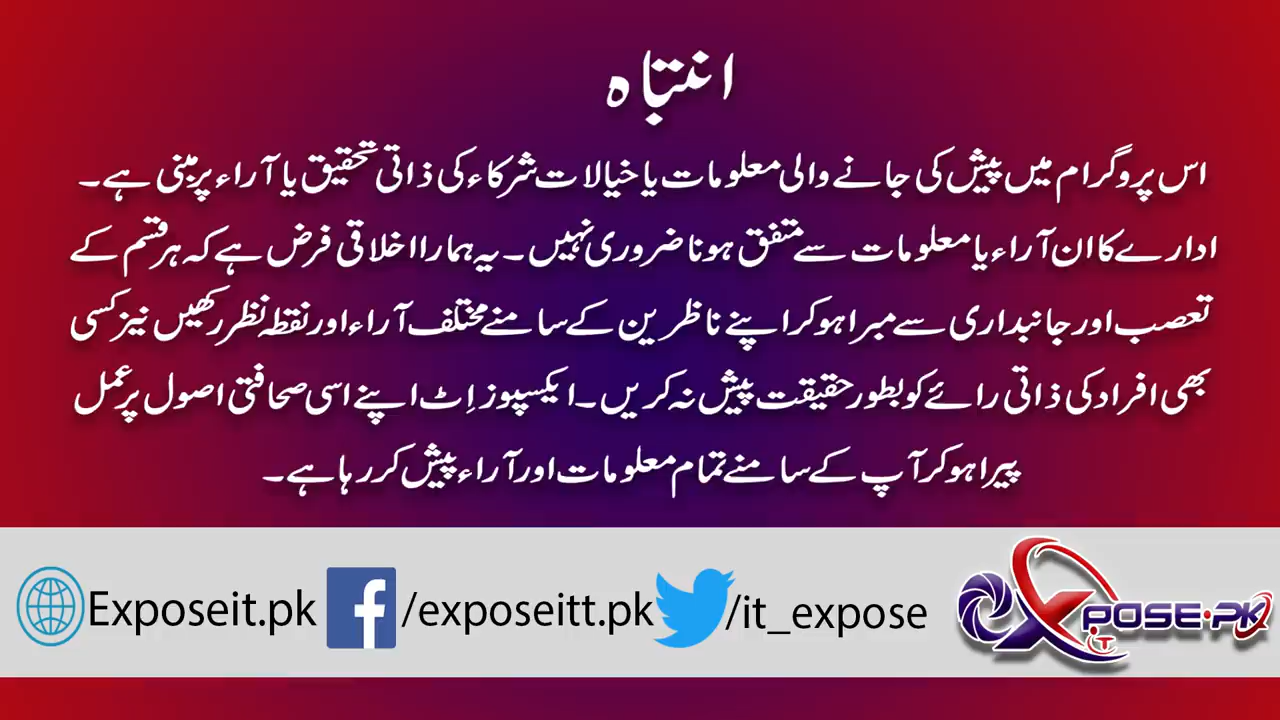 انتباہ
اس پروگرام میں پیش کی جانے والی معلومات یا خیالات شرکاء کی ذاتی تحقیق یا آراء پر مبنی ہے۔
ادارے کا ان آراء یا معلومات سے متفق ہونا ضروری نہیں۔ یہ ہمارا اخلاقی فرض ہے کہ ہر قسم کے
تعصب اور جانبداری سے مبرا ہو کر اپنے ناظرین کے سامنے مختلف آراء اور نقطہ نظر رکھیں نیز کسی
بھی افراد کی ذاتی رائے کو بطور حقیقت پیش نہ کریں۔ ایکسپوز اِٹ اپنے اسی صحافتی اصول پر عمل
پیرا ہو کر آپ کے سامنے تمام معلومات اور آراء پیش کر رہا ہے۔
Exposeit.pk /exposeitt.pk /it_expose eXPOSE·PK
iT